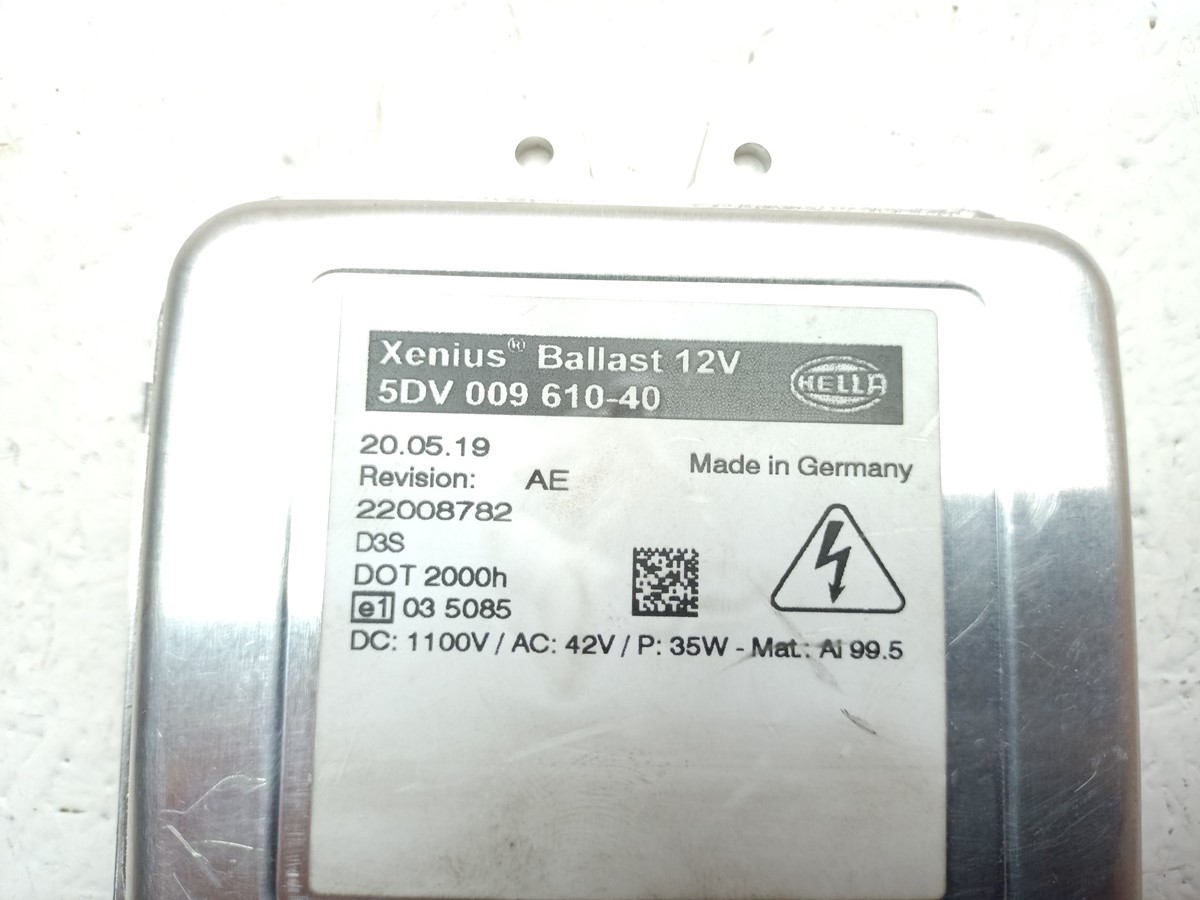 Xenius® Ballast 12V
5DV 009 610-40
HELLA
20.05.19
Revision: AE
Made in Germany
22008782
D3S
DOT 2000h
e1 03 5085
DC: 1100V / AC: 42V / P: 35W - Mat.: Al 99.5